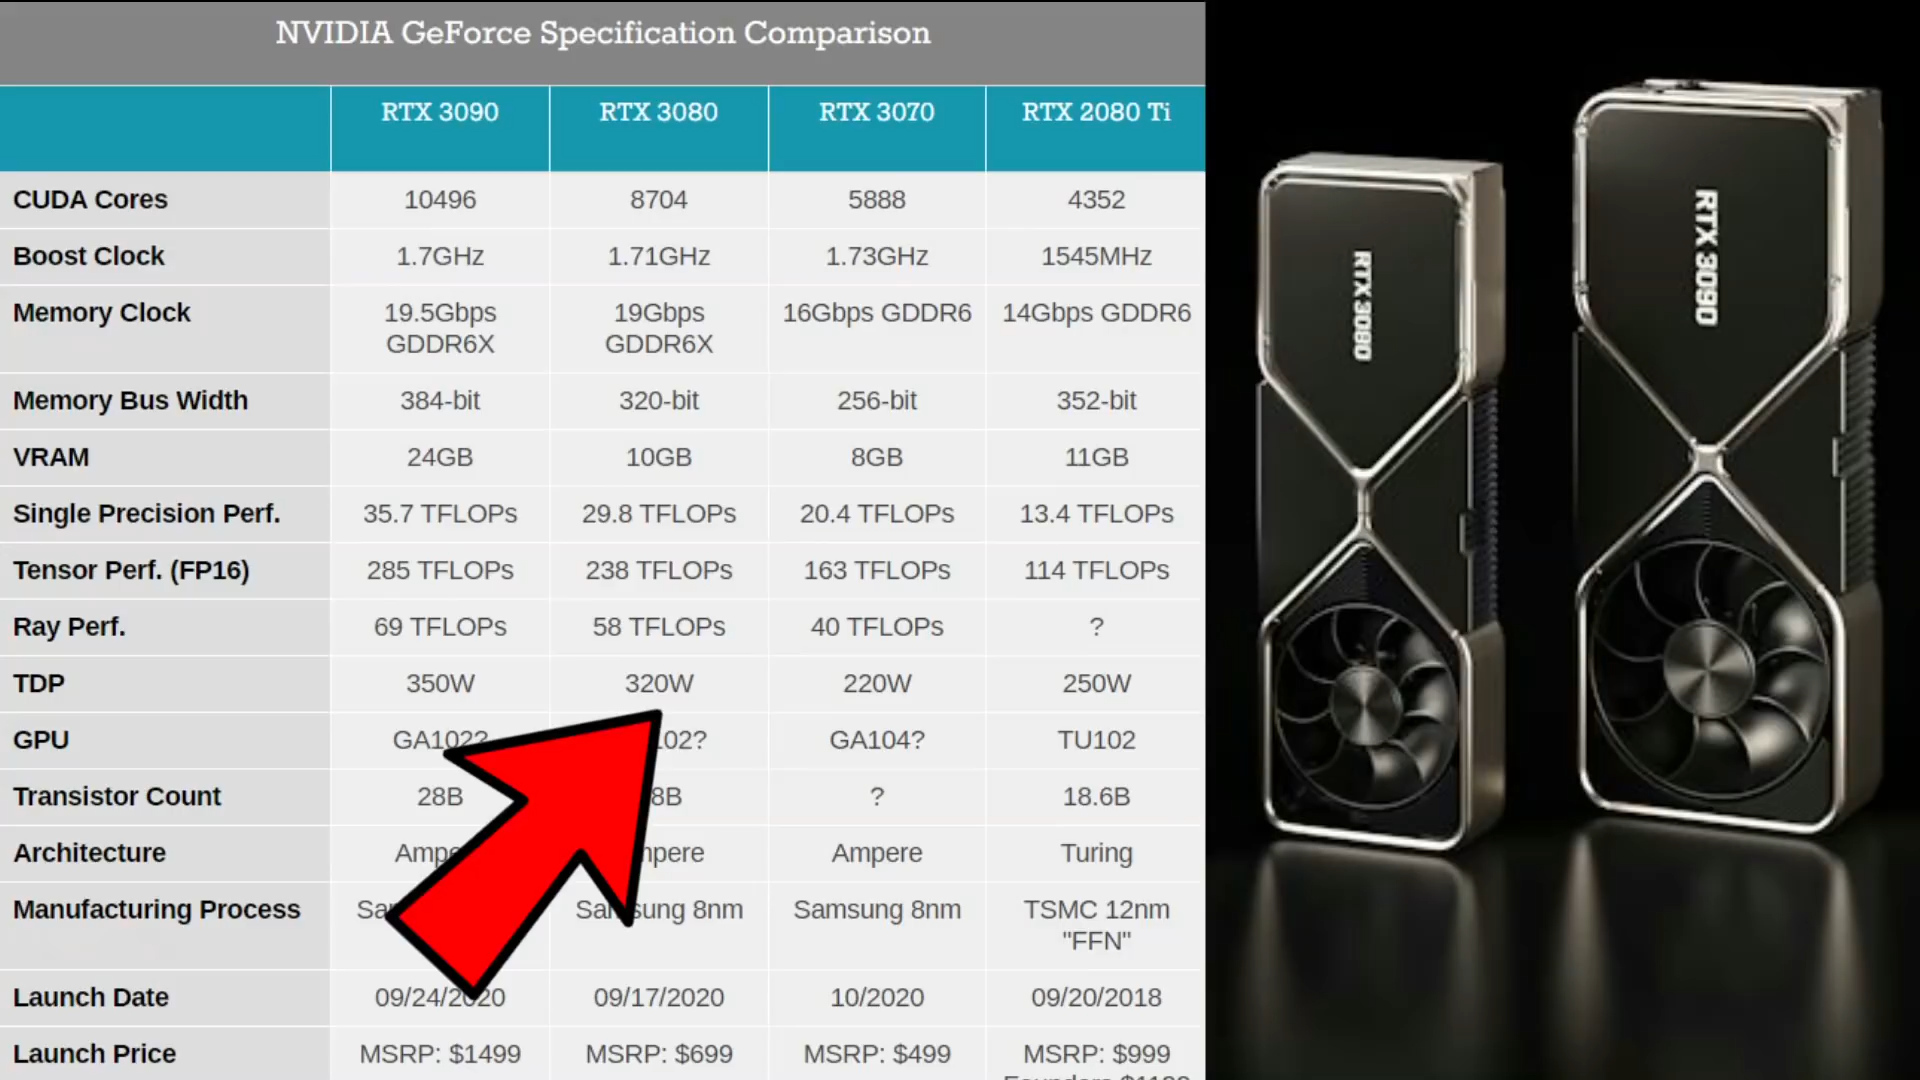 NVIDIA GeForce Specification Comparison
RTX 3090 RTX 3080 RTX 3070 RTX 2080 Ti
CUDA Cores 10496 8704 5888 4352
Boost Clock 1.7GHz 1.71GHz 1.73GHz 1545MHz
Memory Clock 19.5Gbps 19Gbps 16Gbps GDDR6 14Gbps GDDR6
GDDR6X GDDR6X
Memory Bus Width 384-bit 320-bit 256-bit 352-bit
VRAM 24GB 10GB 8GB 11GB
Single Precision Perf. 35.7 TFLOPs 29.8 TFLOPs 20.4 TFLOPs 13.4 TFLOPs
Tensor Perf. (FP16) 285 TFLOPs 238 TFLOPs 163 TFLOPs 114 TFLOPs
Ray Perf. 69 TFLOPs 58 TFLOPs 40 TFLOPs ?
TDP 350W 320W 220W 250W
GPU GA102? GA104? TU102
Transistor Count 28B ? 18.6B
Architecture Ampere Turing
Manufacturing Process Samsung 8nm Samsung 8nm TSMC 12nm
"FFN"
Launch Date 09/24/2020 09/17/2020 10/2020 09/20/2018
Launch Price MSRP: $1499 MSRP: $699 MSRP: $499 MSRP: $999
RTX 3080
RTX 3090